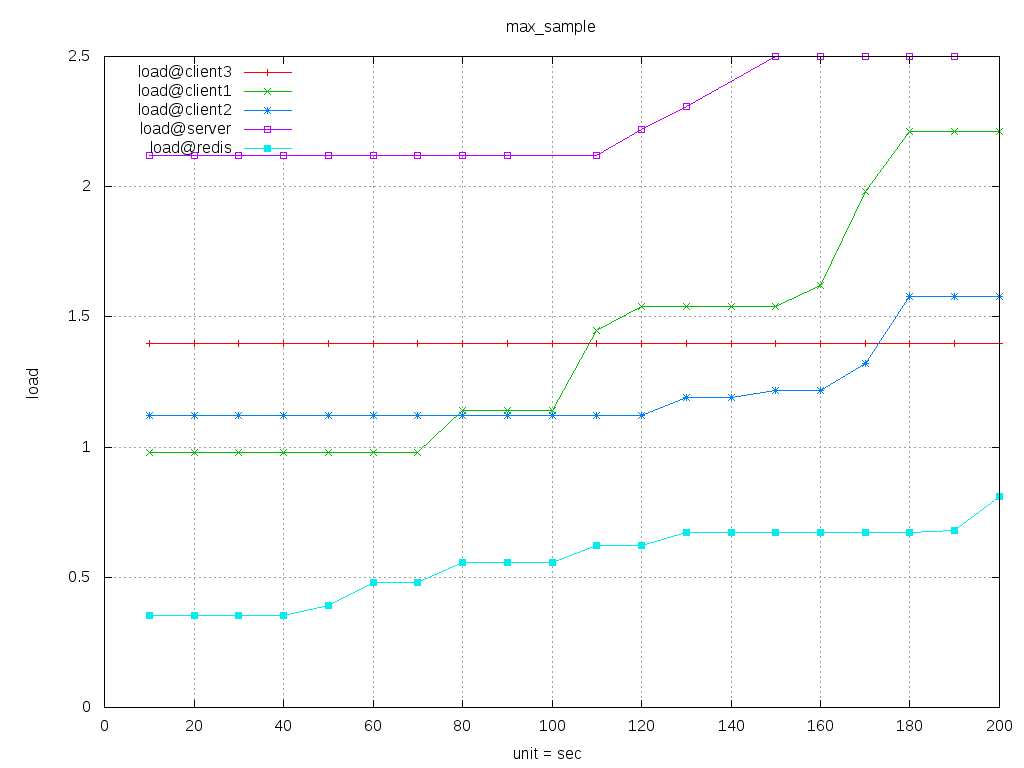 max_sample
2.5
load@client3
load@client1
load@client2
load@server
load@redis
2
1.5
load
1
0.5
0
0 20 40 60 80 100 120 140 160 180 200
unit = sec